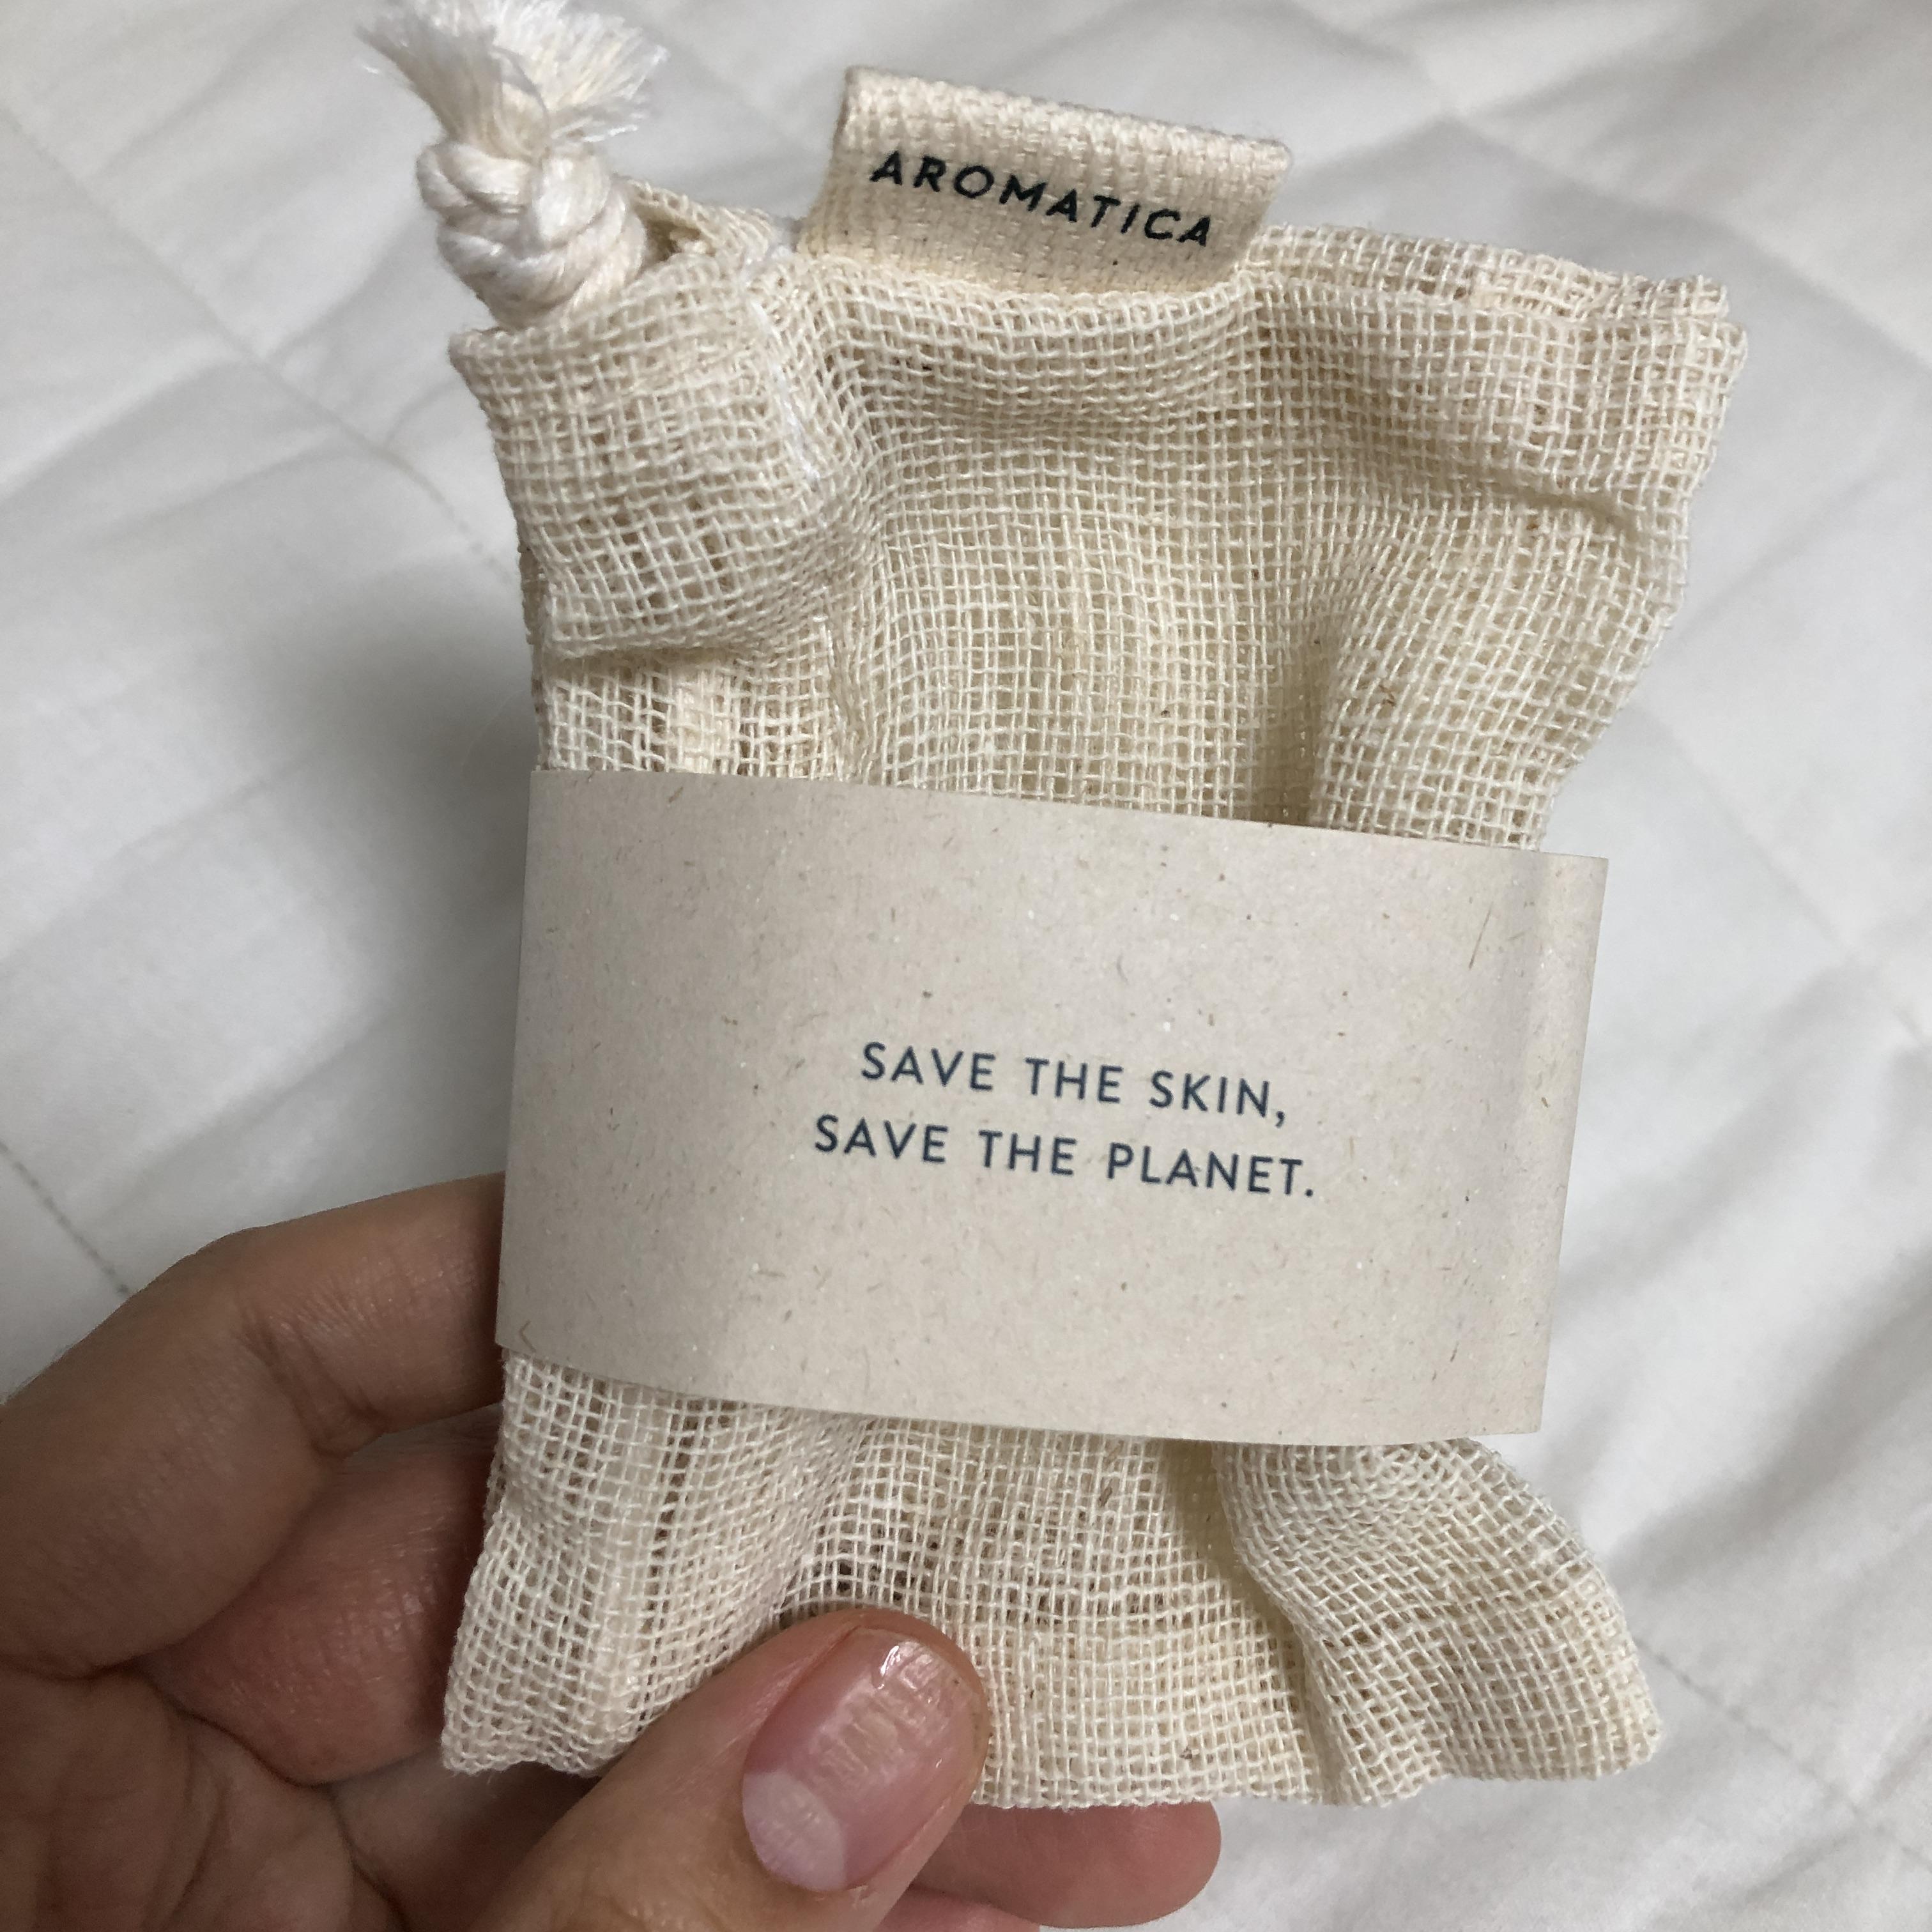 AROMATICA
SAVE THE SKIN,
SAVE THE PLANET.